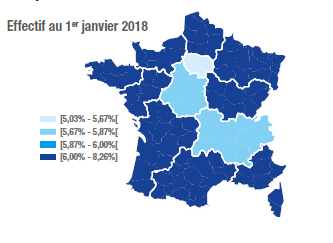 Effectif au 1er janvier 2018
[5,03% - 5,67%[
[5,67% - 5,87%[
[5,87% - 6,00%[
[6,00% - 8,26%[